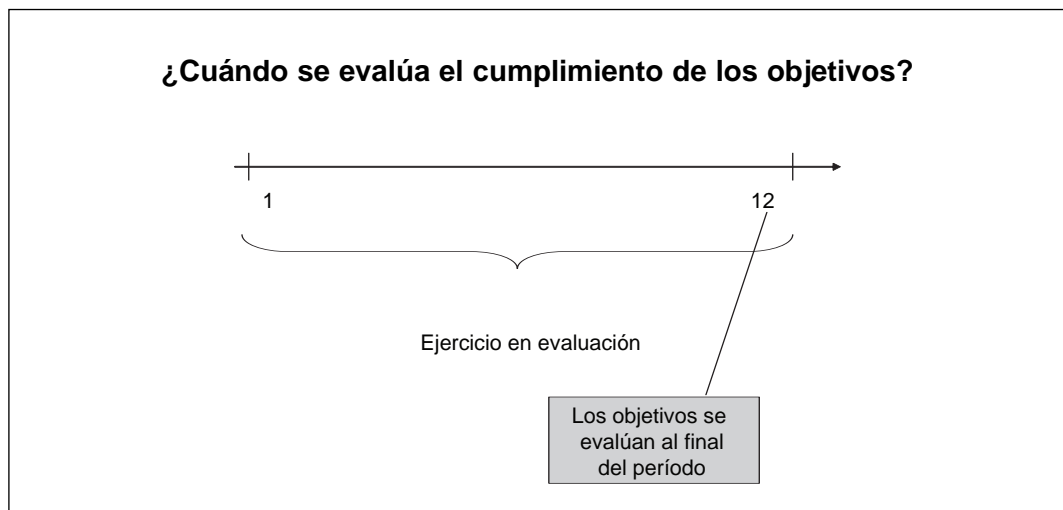 ¿Cuándo se evalúa el cumplimiento de los objetivos?
1
12
Ejercicio en evaluación
Los objetivos se
evalúan al final
del período